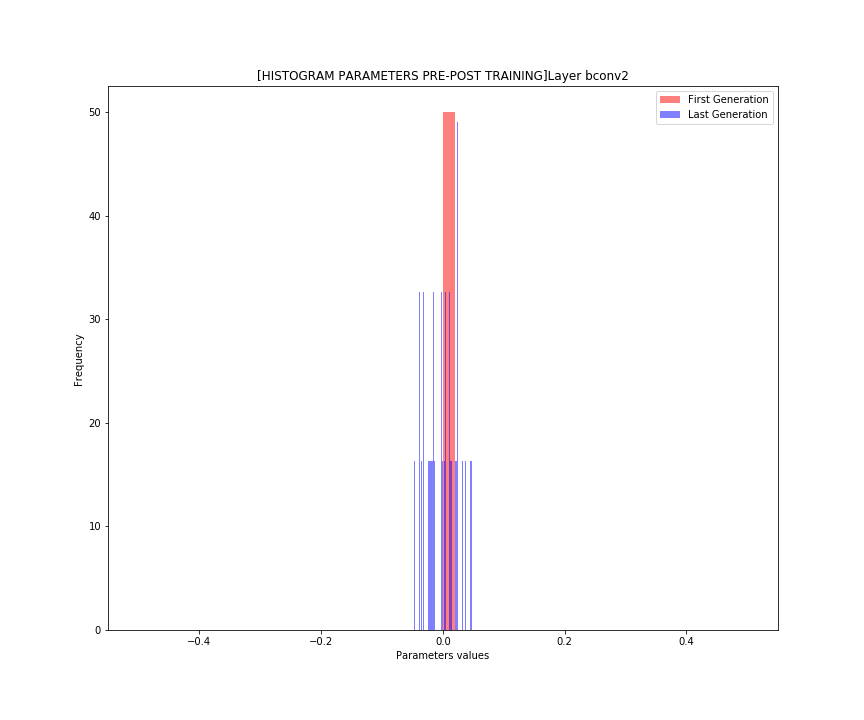 [HISTOGRAM PARAMETERS PRE-POST TRAINING]Layer bconv2
First Generation
Last Generation
50
40
30
20
10
0
Frequency
−0.4 −0.2 0.0 0.2 0.4
Parameters values